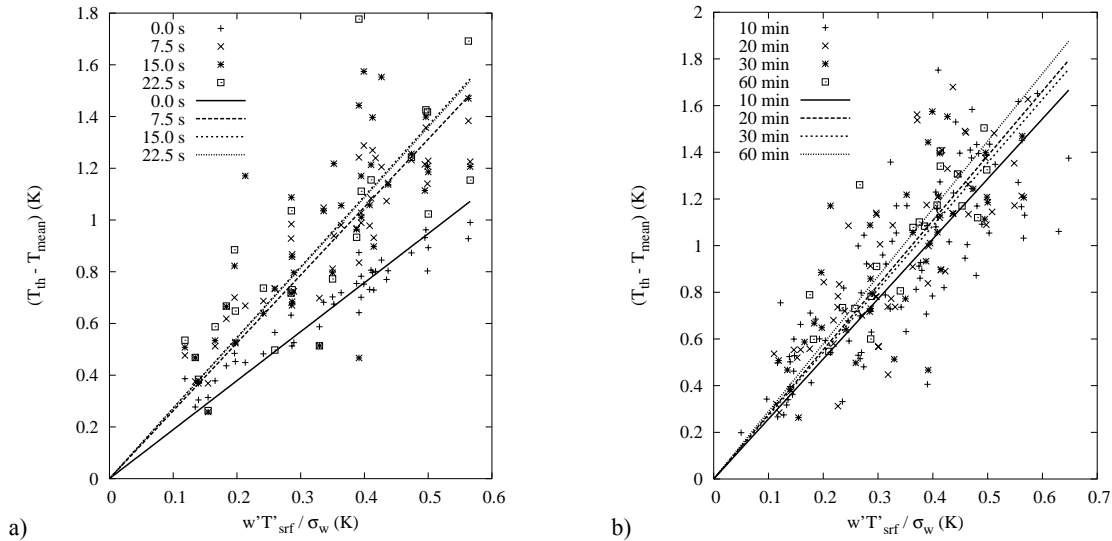 1.8
1.6
1.4
1.2
1
0.8
0.6
0.4
0.2
0
0.0 s
7.5 s
15.0 s
22.5 s
0.0 s
7.5 s
15.0 s
22.5 s
(T_th - T_mean) (K)
0 0.1 0.2 0.3 0.4 0.5 0.6
w'T'_srf / σ_w (K)
a)
2
1.8
1.6
1.4
1.2
1
0.8
0.6
0.4
0.2
0
10 min
20 min
30 min
60 min
10 min
20 min
30 min
60 min
(T_th - T_mean) (K)
0 0.1 0.2 0.3 0.4 0.5 0.6 0.7
w'T'_srf / σ_w (K)
b)